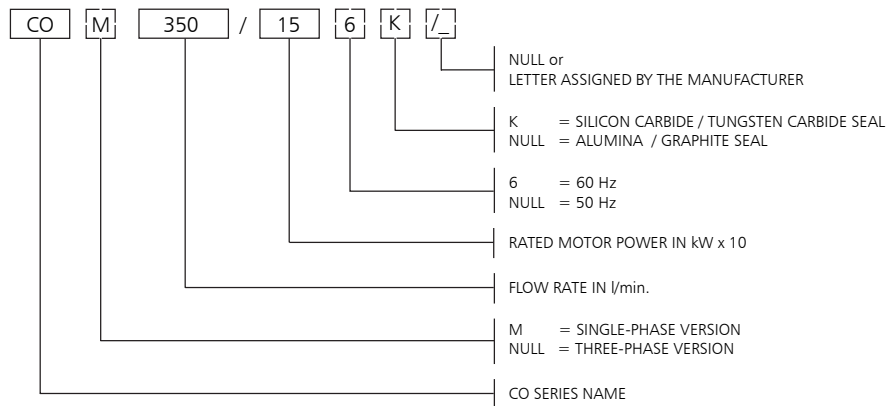 CO M 350 / 15 6 K /_
NULL or
LETTER ASSIGNED BY THE MANUFACTURER
K = SILICON CARBIDE / TUNGSTEN CARBIDE SEAL
NULL = ALUMINA / GRAPHITE SEAL
6 = 60 Hz
NULL = 50 Hz
RATED MOTOR POWER IN kW x 10
FLOW RATE IN l/min.
M = SINGLE-PHASE VERSION
NULL = THREE-PHASE VERSION
CO SERIES NAME